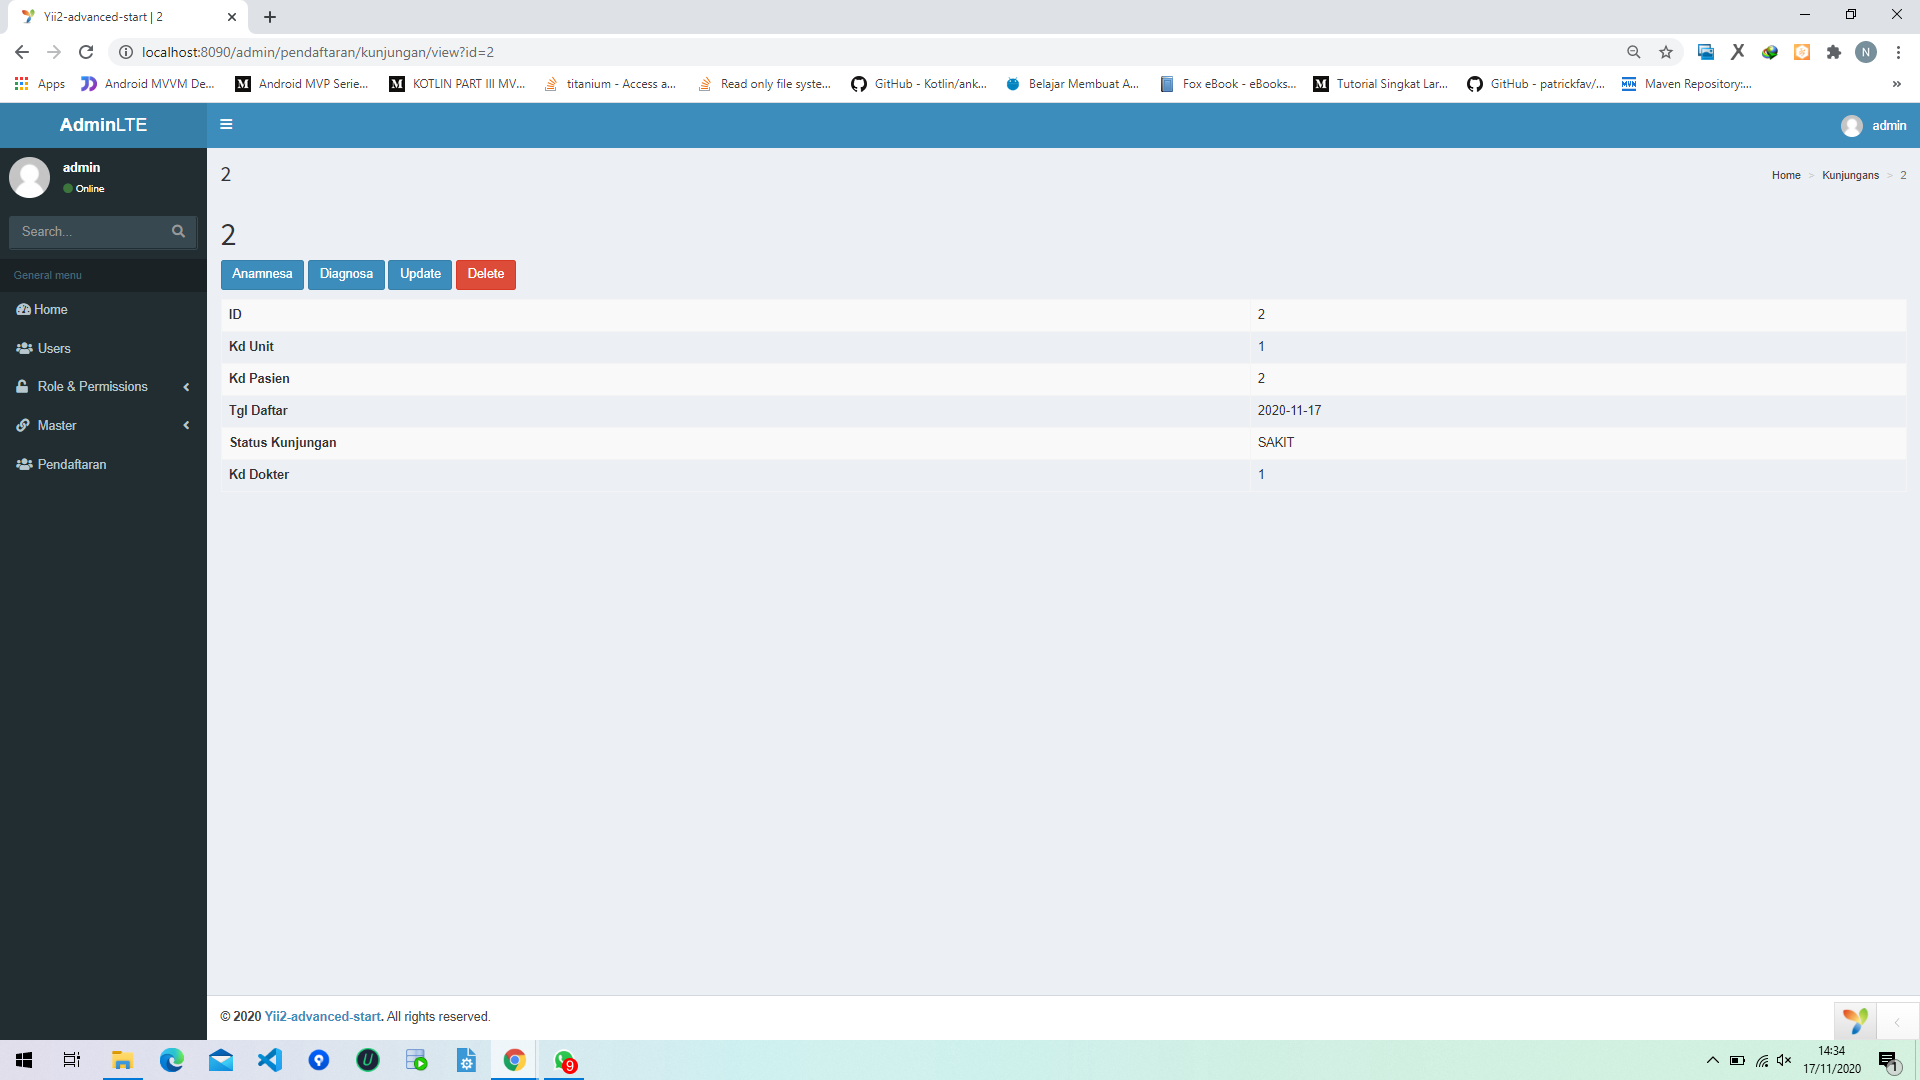 Yii2-advanced-start | 2
localhost:8090/admin/pendaftaran/kunjungan/view?id=2
N
Apps
Android MVVM De...
Android MVP Serie...
KOTLIN PART III MV...
titanium - Access a...
Read only file syste...
GitHub - Kotlin/ank...
Belajar Membuat A...
Fox eBook - eBooks...
Tutorial Singkat Lar...
GitHub - patrickfav/...
Maven Repository:...
»
AdminLTE
admin
admin
Online
Search...
General menu
Home
Users
Role & Permissions
Master
Pendaftaran
2
Home > Kunjungans > 2
2
Anamnesa Diagnosa Update Delete
ID 2
Kd Unit 1
Kd Pasien 2
Tgl Daftar 2020-11-17
Status Kunjungan SAKIT
Kd Dokter 1
© 2020 Yii2-advanced-start. All rights reserved.
9
14:34
17/11/2020
1